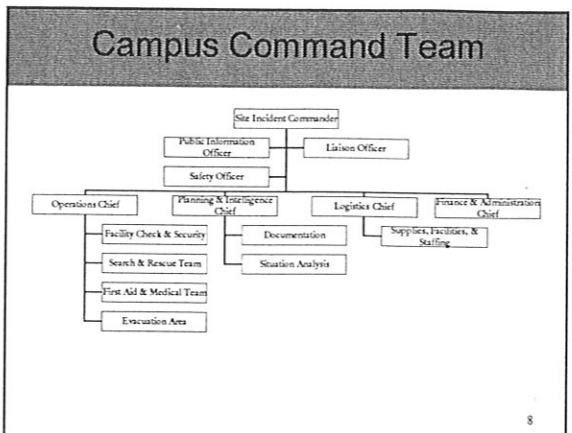 Campus Command Team
Site Incident Commander
Public Information
Officer
Liaison Officer
Safety Officer
Operations Chief
Planning & Intelligence
Chief
Logistics Chief
Finance & Administration
Chief
Facility Check & Security
Documentation
Supplies, Facilities, &
Staffing
Search & Rescue Team
Situation Analysis
First Aid & Medical Team
Evacuation Area
8